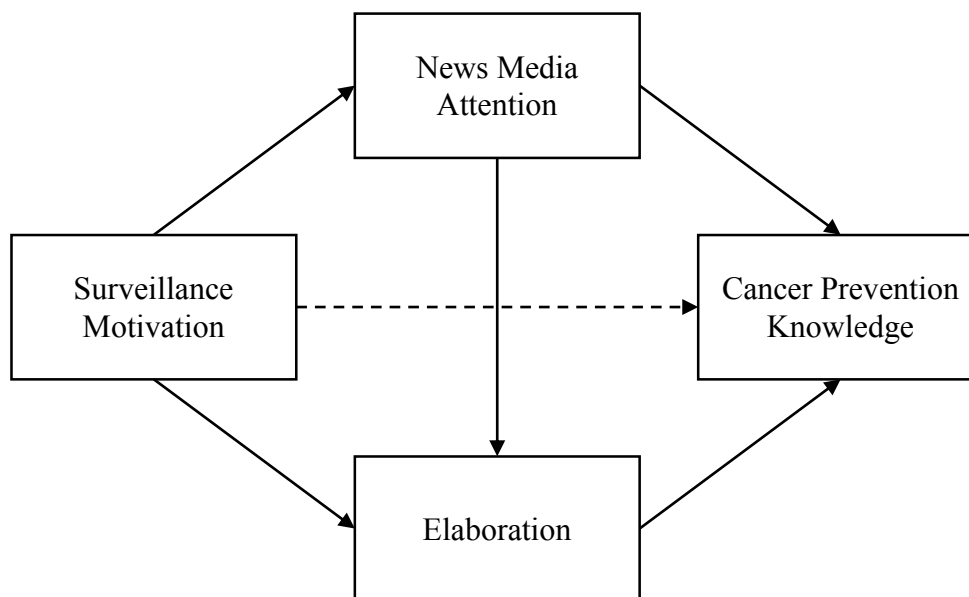 News Media
Attention
Surveillance
Motivation
Cancer Prevention
Knowledge
Elaboration